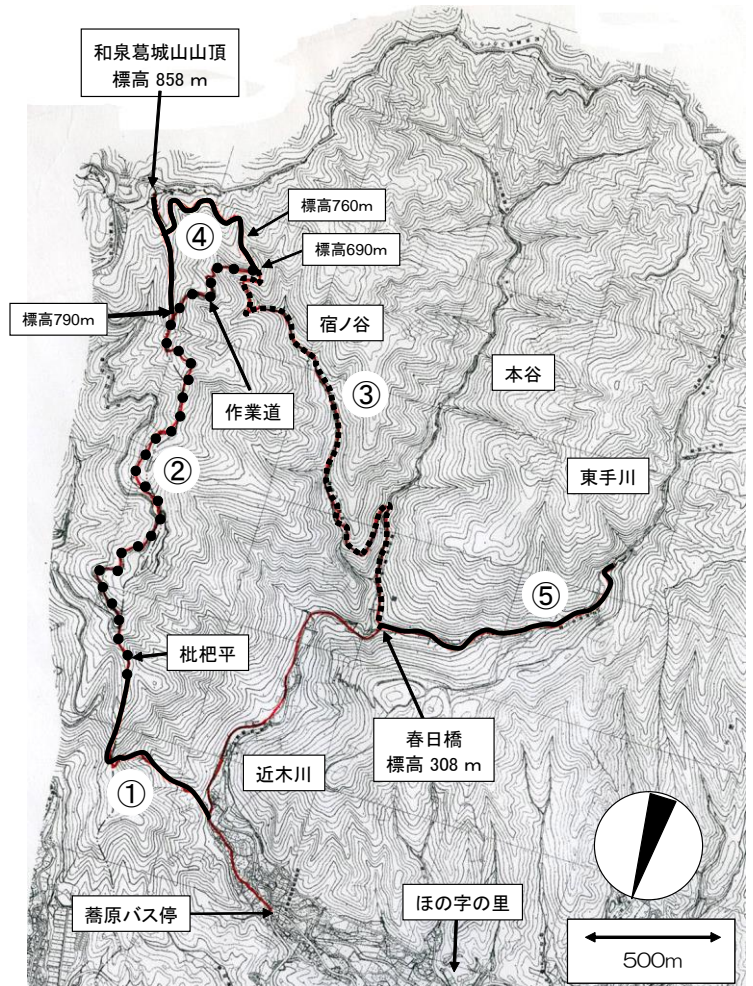 和泉葛城山山頂
標高 858 m
標高760m
④
標高690m
標高790m
宿ノ谷
本谷
作業道
③
②
東手川
⑤
枇杷平
春日橋
標高 308 m
近木川
①
蕎原バス停
ほの字の里
500m